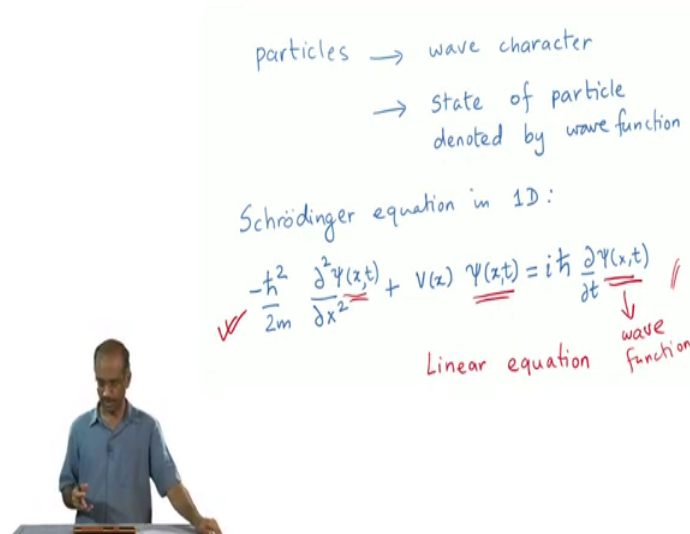 particles → wave character
→ state of particle
denoted by wave function
Schrödinger equation in 1D:
-ħ²/2m ∂²Ψ(x,t)/∂x² + V(x) Ψ(x,t) = iħ ∂Ψ(x,t)/∂t
wave
function
Linear equation